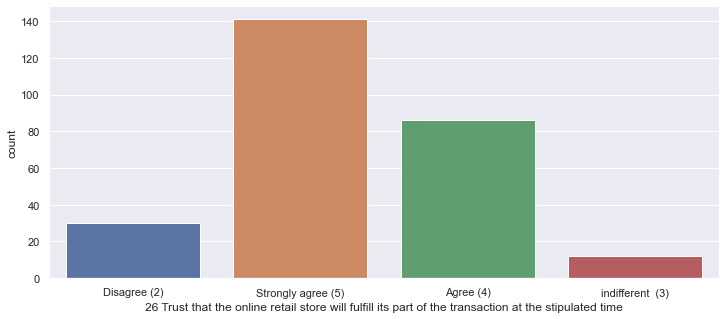 140
120
100
80
60
40
20
0
count
Disagree (2) Strongly agree (5) Agree (4) indifferent  (3)
26 Trust that the online retail store will fulfill its part of the transaction at the stipulated time